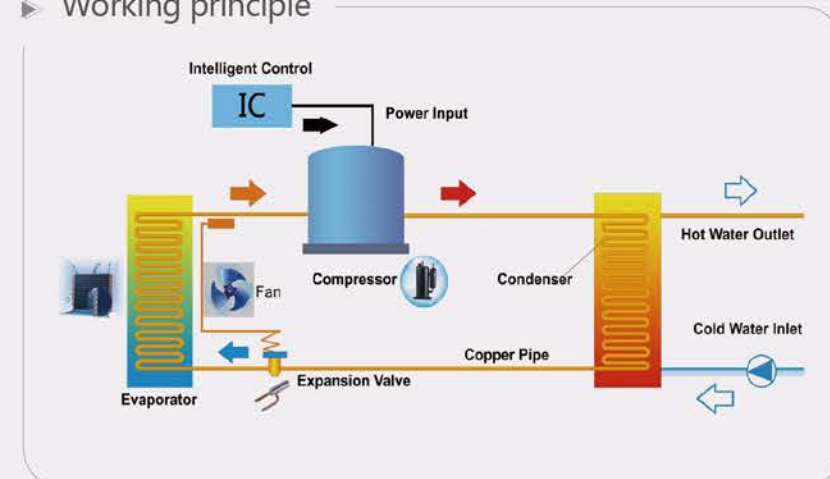 Working principle
Intelligent Control
IC
Power Input
Hot Water Outlet
Compressor
Condenser
Fan
Cold Water Inlet
Copper Pipe
Expansion Valve
Evaporator